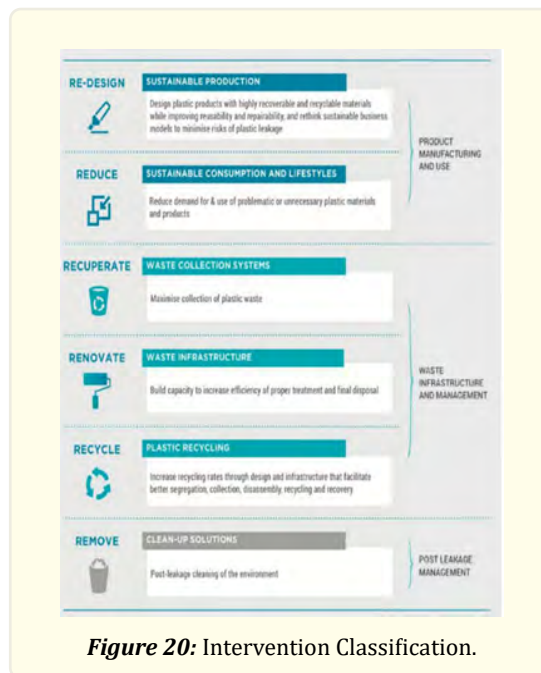 RE-DESIGN
SUSTAINABLE PRODUCTION
Design plastic products with highly recoverable and recyclable materials
while improving reusability and repairability, and rethink sustainable business
models to minimise risks of plastic leakage
REDUCE
SUSTAINABLE CONSUMPTION AND LIFESTYLES
Reduce demand for & use of problematic or unnecessary plastic materials
and products
PRODUCT
MANUFACTURING
AND USE
RECUPERATE
WASTE COLLECTION SYSTEMS
Maximise collection of plastic waste
RENOVATE
WASTE INFRASTRUCTURE
Build capacity to increase efficiency of proper treatment and final disposal
RECYCLE
PLASTIC RECYCLING
Increase recycling rates through design and infrastructure that facilitate
better segregation, collection, disassembly, recycling and recovery
WASTE
INFRASTRUCTURE
AND MANAGEMENT
REMOVE
CLEAN-UP SOLUTIONS
Post-leakage cleaning of the environment
POST LEAKAGE
MANAGEMENT
Figure 20: Intervention Classification.